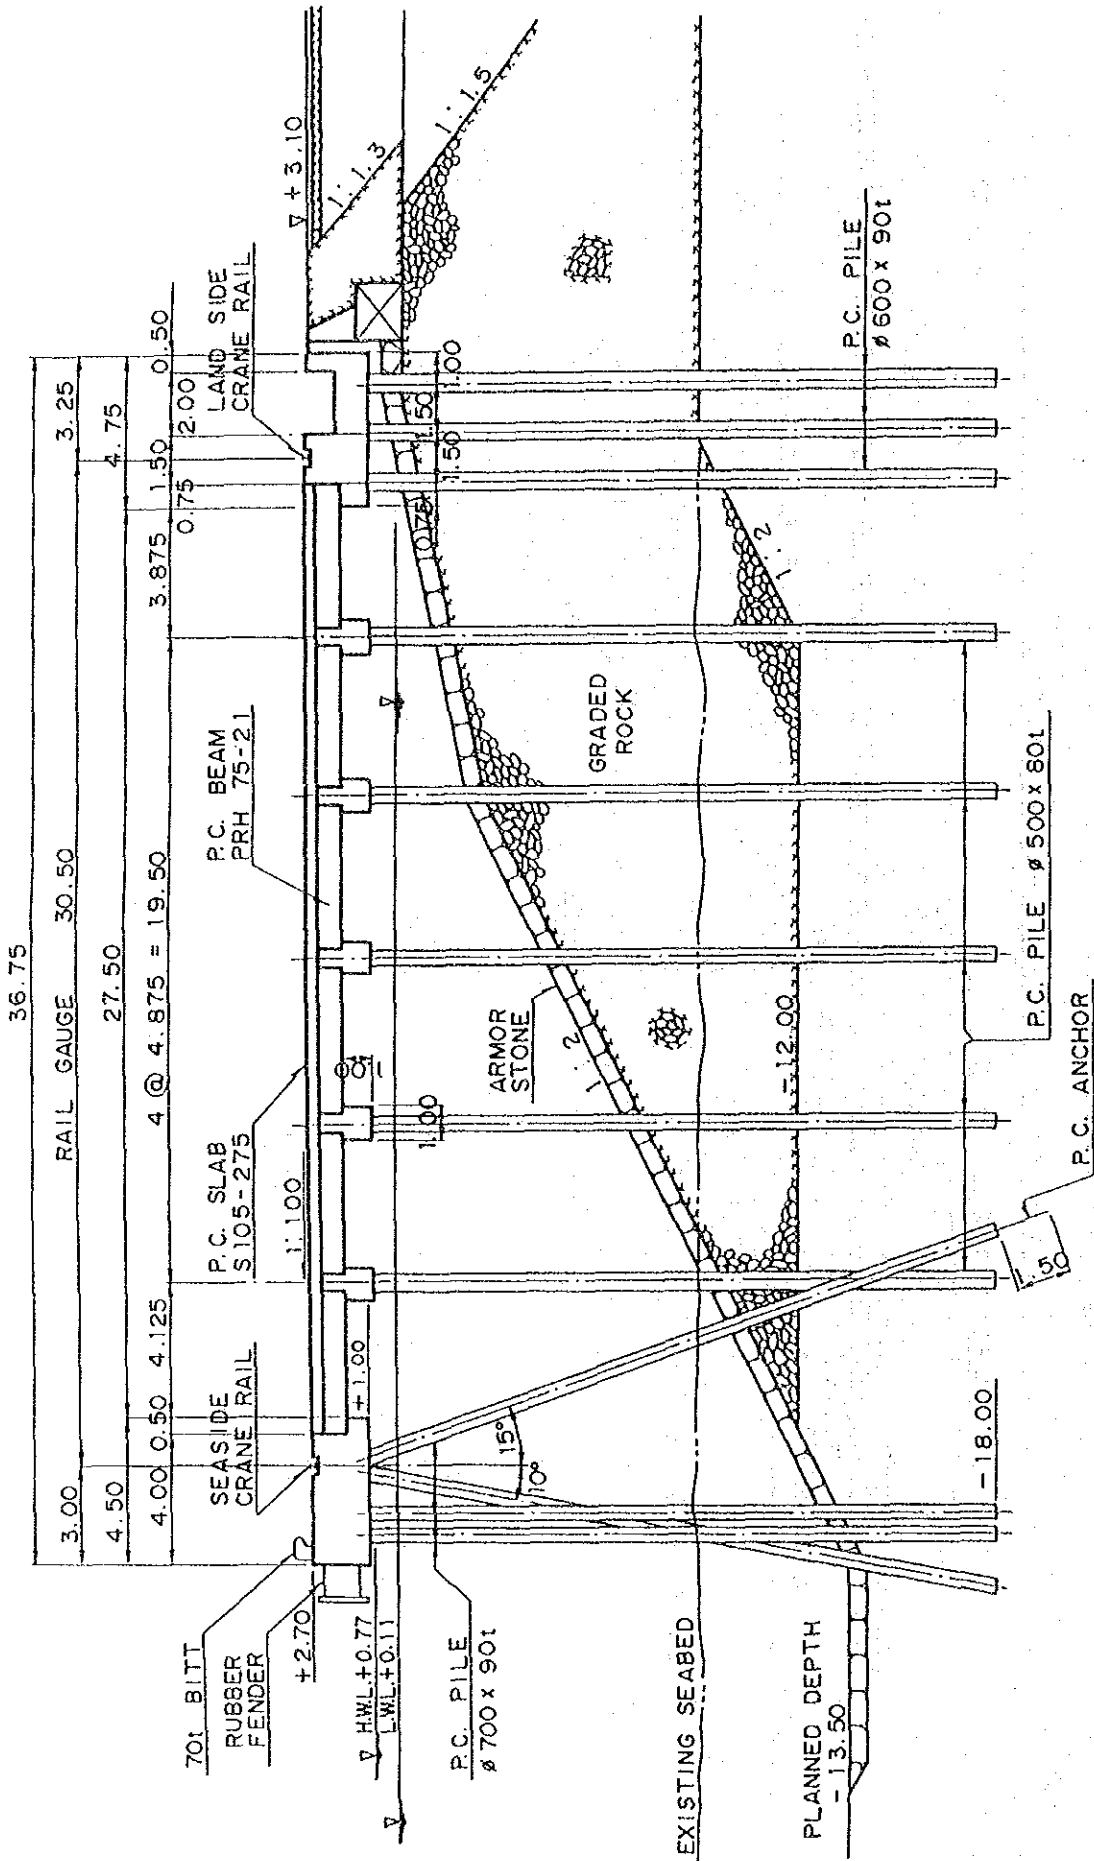 36.75
RAIL GAUGE 30.50
3.00
3.25
4.50
27.50
4.75
4.00
0.50
4.125
4 @ 4.875 = 19.50
3.875
0.75
1.50
2.00
0.50
70t BITT
RUBBER
FENDER
SEASIDE
CRANE RAIL
P.C. SLAB
S 105-275
P.C. BEAM
PRH 75-21
LAND SIDE
CRANE RAIL
▽ +3.10
1:100
1:1.3
1:1.5
+2.70
+1.00
1.00
1.00
H.W.L.+0.77
L.W.L.+0.11
0.75
1.50
1.50
1.00
P.C. PILE
ø700 x 90t
10°
15°
ARMOR
STONE
1:2
GRADED
ROCK
1:2
EXISTING SEABED
-12.00
PLANNED DEPTH
-13.50
-18.00
1.50
P.C. ANCHOR
P.C. PILE ø500 x 80t
P.C. PILE
ø600 x 90t